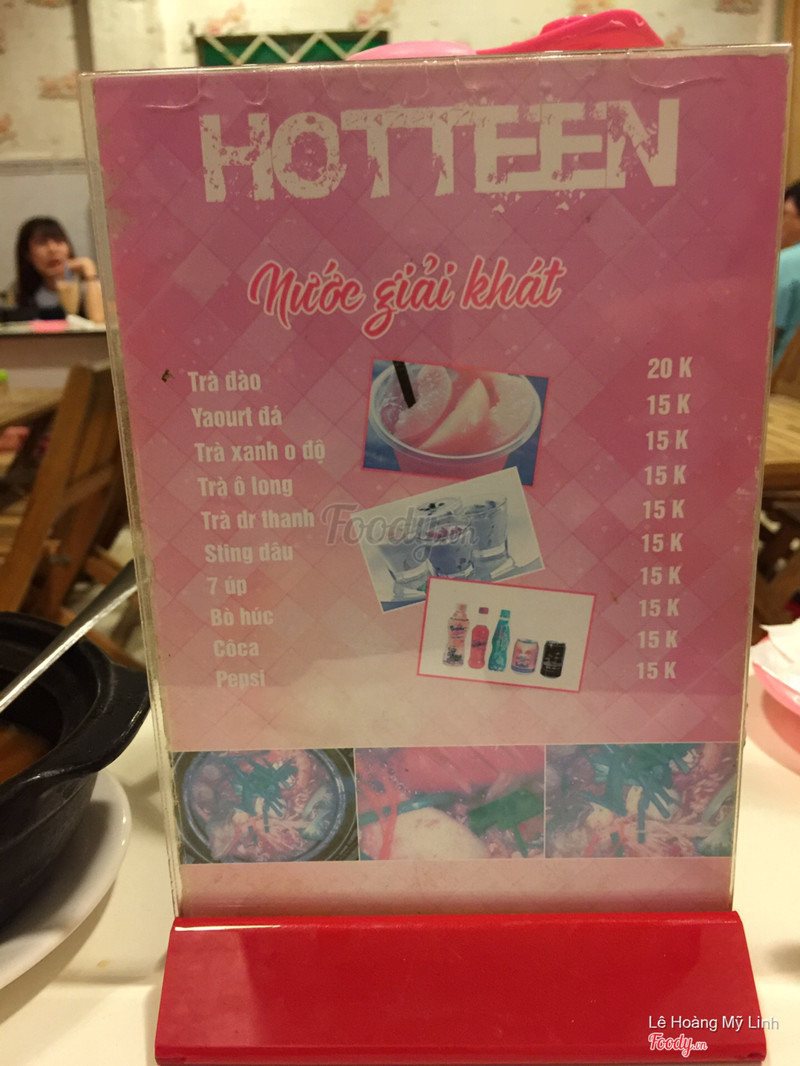 HOTTEEN
Nước giải khát
Trà đào 20 K
Yaourt đá 15 K
Trà xanh o độ 15 K
Trà ô long 15 K
Trà dr thanh 15 K
Sting dâu 15 K
7 úp 15 K
Bò húc 15 K
Côca 15 K
Pepsi 15 K
Foody.vn
Lê Hoàng Mỹ Linh
Foody.vn